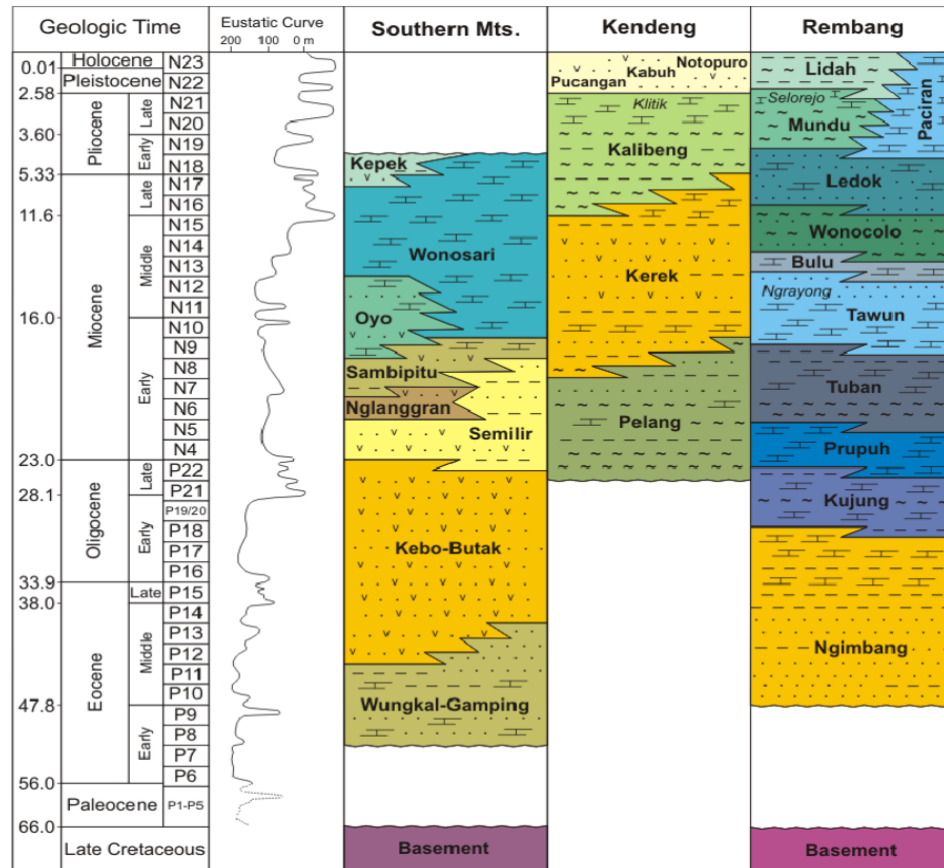 Geologic Time
Eustatic Curve
200 100 0 m
Southern Mts.
Kendeng
Rembang
Holocene
Pleistocene
Pliocene
Late
Early
Miocene
Late
Middle
Early
Oligocene
Late
Early
Eocene
Late
Middle
Early
Paleocene
Late Cretaceous
0.01
2.58
3.60
5.33
11.6
16.0
23.0
28.1
33.9
38.0
47.8
56.0
66.0
N23
N22
N21
N20
N19
N18
N17
N16
N15
N14
N13
N12
N11
N10
N9
N8
N7
N6
N5
N4
P22
P21
P19/20
P18
P17
P16
P15
P14
P13
P12
P11
P10
P9
P8
P7
P6
P1-P5
Kepek
Wonosari
Oyo
Sambipitu
Nglanggran
Semilir
Kebo-Butak
Wungkal-Gamping
Basement
Notopuro
Kabuh
Pucangan
Klitik
Kalibeng
Kerek
Pelang
Lidah
Paciran
Selorejo
Mundu
Ledok
Wonocolo
Bulu
Ngrayong
Tawun
Tuban
Prupuh
Kujung
Ngimbang
Basement